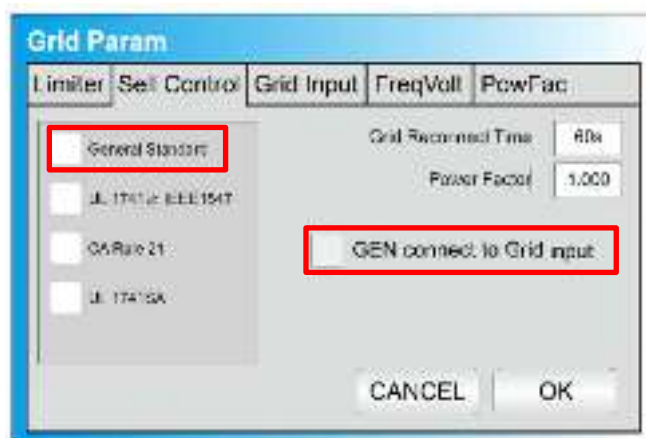 Grid Param
Limiter Sell Control Grid Input FreqVolt PowFac
General Standard
UL 1741 & IEEE1547
CA Rule 21
UL 1741SA
Grid Reconnect Time 60s
Power Factor 1.000
GEN connect to Grid input
CANCEL OK